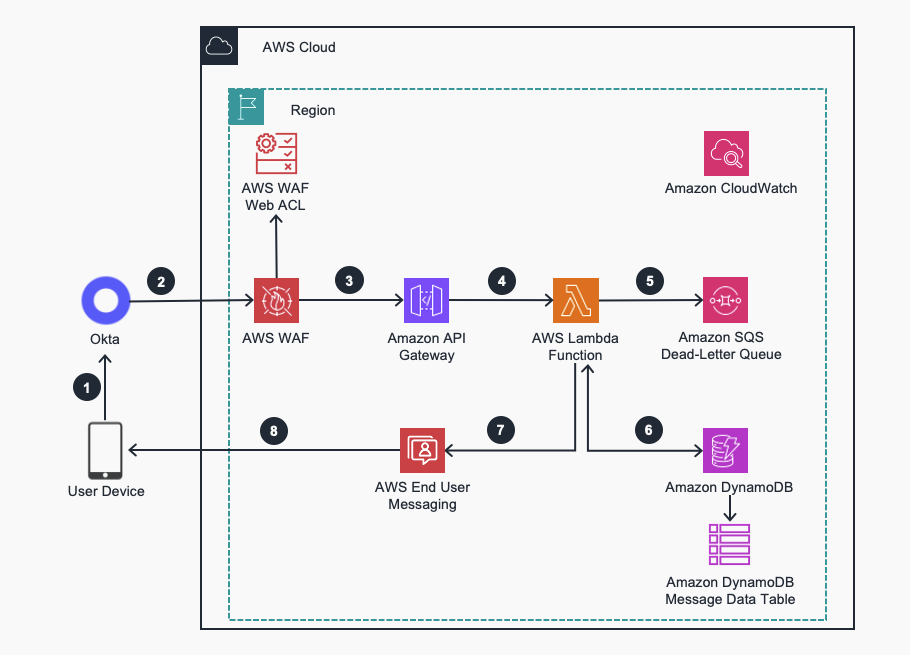 AWS Cloud
Region
AWS WAF
Web ACL
Amazon CloudWatch
2
3
4
5
Okta
AWS WAF
Amazon API
Gateway
AWS Lambda
Function
Amazon SQS
Dead-Letter Queue
1
8
7
6
User Device
AWS End User
Messaging
Amazon DynamoDB
Amazon DynamoDB
Message Data Table